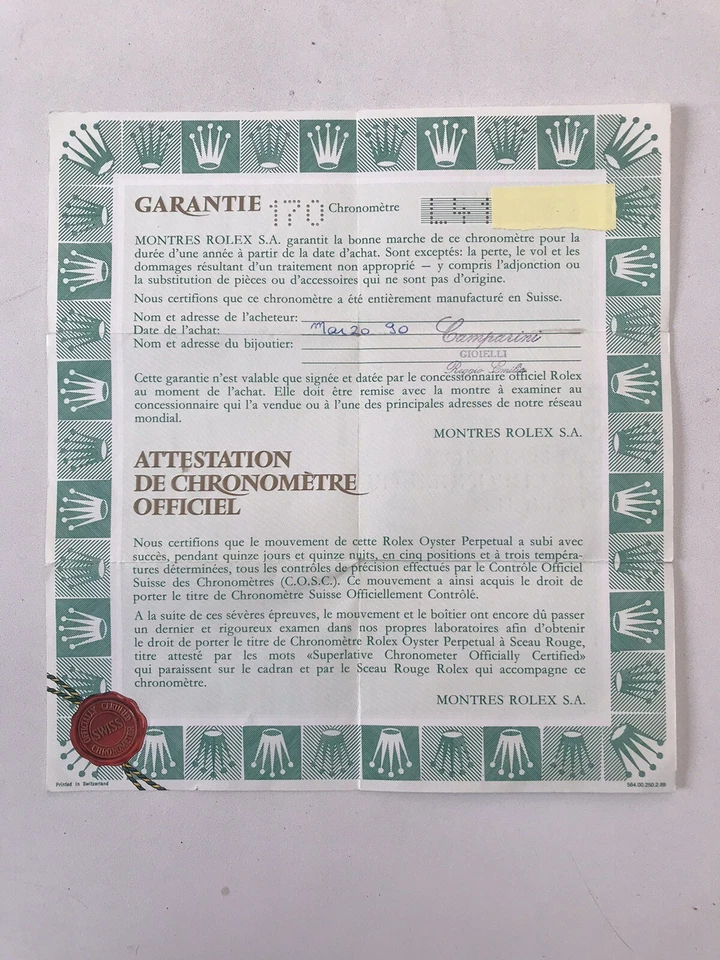 GARANTIE 170 Chronomètre L41
MONTRES ROLEX S.A. garantit la bonne marche de ce chronomètre pour la
durée d'une année à partir de la date d'achat. Sont exceptés: la perte, le vol et les
dommages résultant d'un traitement non approprié – y compris l'adjonction ou
la substitution de pièces ou d'accessoires qui ne sont pas d'origine.
Nous certifions que ce chronomètre a été entièrement manufacturé en Suisse.
Nom et adresse de l'acheteur:
Date de l'achat: Marzo 90 Camparini
Nom et adresse du bijoutier: GIOIELLI
Reggio Emilia
Cette garantie n'est valable que signée et datée par le concessionnaire officiel Rolex
au moment de l'achat. Elle doit être remise avec la montre à examiner au
concessionnaire qui l'a vendue ou à l'une des principales adresses de notre réseau
mondial.
MONTRES ROLEX S.A.
ATTESTATION
DE CHRONOMÈTRE
OFFICIEL
Nous certifions que le mouvement de cette Rolex Oyster Perpetual a subi avec
succès, pendant quinze jours et quinze nuits, en cinq positions et à trois tempéra-
tures déterminées, tous les contrôles de précision effectués par le Contrôle Officiel
Suisse des Chronomètres (C.O.S.C.). Ce mouvement a ainsi acquis le droit de
porter le titre de Chronomètre Suisse Officiellement Contrôlé.
A la suite de ces sévères épreuves, le mouvement et le boîtier ont encore dû passer
un dernier et rigoureux examen dans nos propres laboratoires afin d'obtenir
le droit de porter le titre de Chronomètre Rolex Oyster Perpetual à Sceau Rouge,
titre attesté par les mots «Superlative Chronometer Officially Certified»
qui paraissent sur le cadran et par le Sceau Rouge Rolex qui accompagne ce
chronomètre.
MONTRES ROLEX S.A.
OFFICIALLY CERTIFIED
SWISS
CHRONOMETER
Printed in Switzerland
564.00.250.2.88